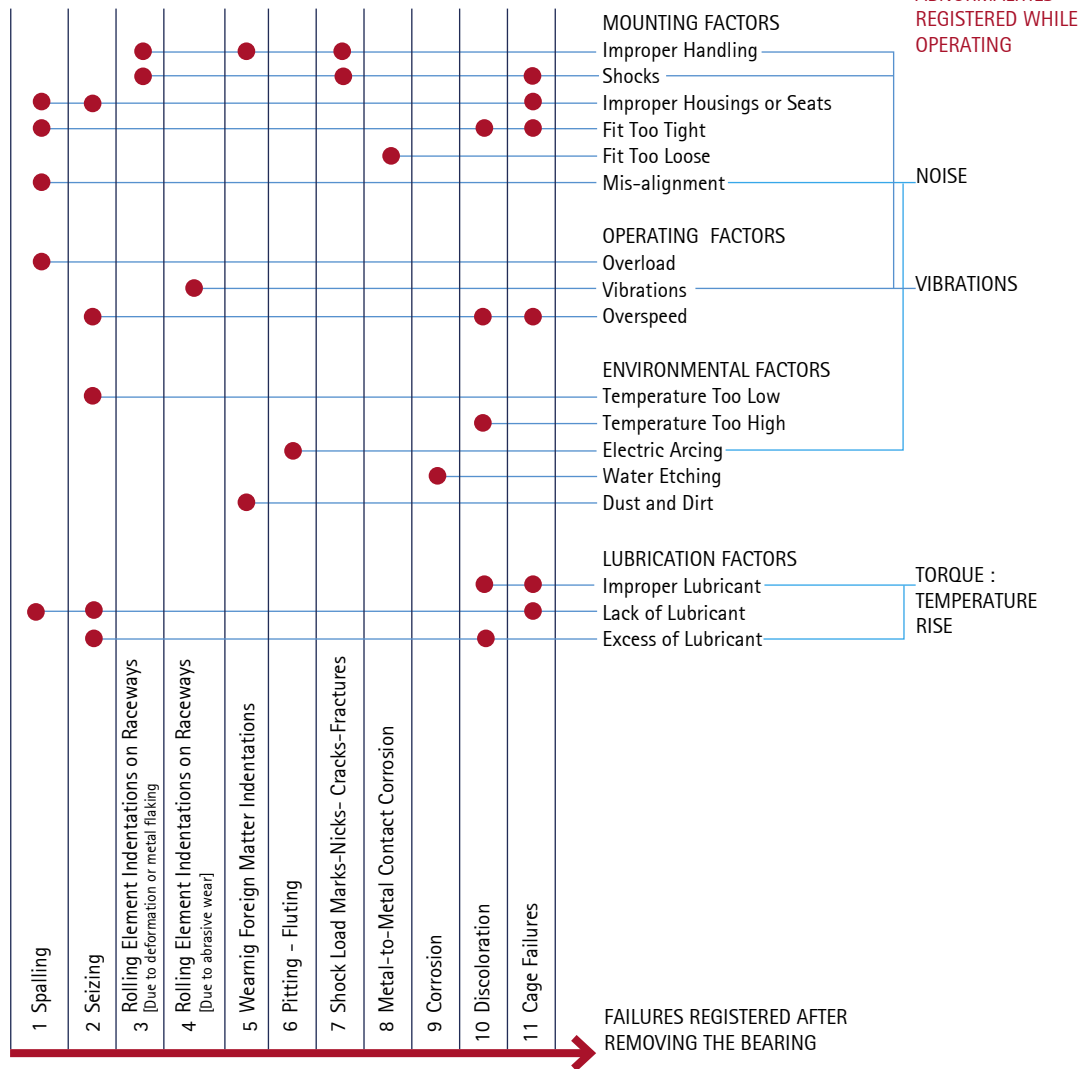 ABNORMALITIES
REGISTERED WHILE
OPERATING
MOUNTING FACTORS
Improper Handling
Shocks
Improper Housings or Seats
Fit Too Tight
Fit Too Loose
Mis-alignment
NOISE
OPERATING FACTORS
Overload
Vibrations
VIBRATIONS
Overspeed
ENVIRONMENTAL FACTORS
Temperature Too Low
Temperature Too High
Electric Arcing
Water Etching
Dust and Dirt
LUBRICATION FACTORS
Improper Lubricant
Lack of Lubricant
Excess of Lubricant
TORQUE :
TEMPERATURE
RISE
1 Spalling
2 Seizing
3 Rolling Element Indentations on Raceways
[Due to deformation or metal flaking
4 Rolling Element Indentations on Raceways
[Due to abrasive wear]
5 Wearnig Foreign Matter Indentations
6 Pitting - Fluting
7 Shock Load Marks-Nicks- Cracks-Fractures
8 Metal-to-Metal Contact Corrosion
9 Corrosion
10 Discoloration
11 Cage Failures
FAILURES REGISTERED AFTER
REMOVING THE BEARING